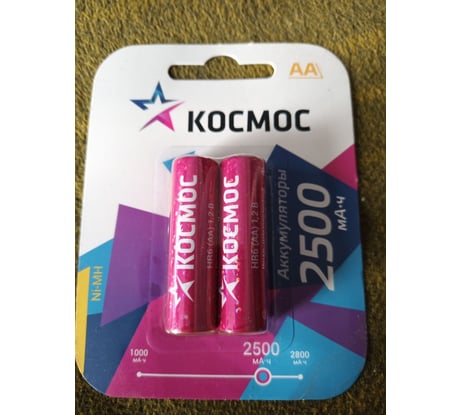 AA
КОСМОС
КОСМОС
HR6 (AA) 1,2 В
КОСМОС
HR6 (AA) 1,2 В
Аккумуляторы
2500
мА·ч
Ni-MH
1000
мА·ч
2500
мА·ч
2800
мА·ч